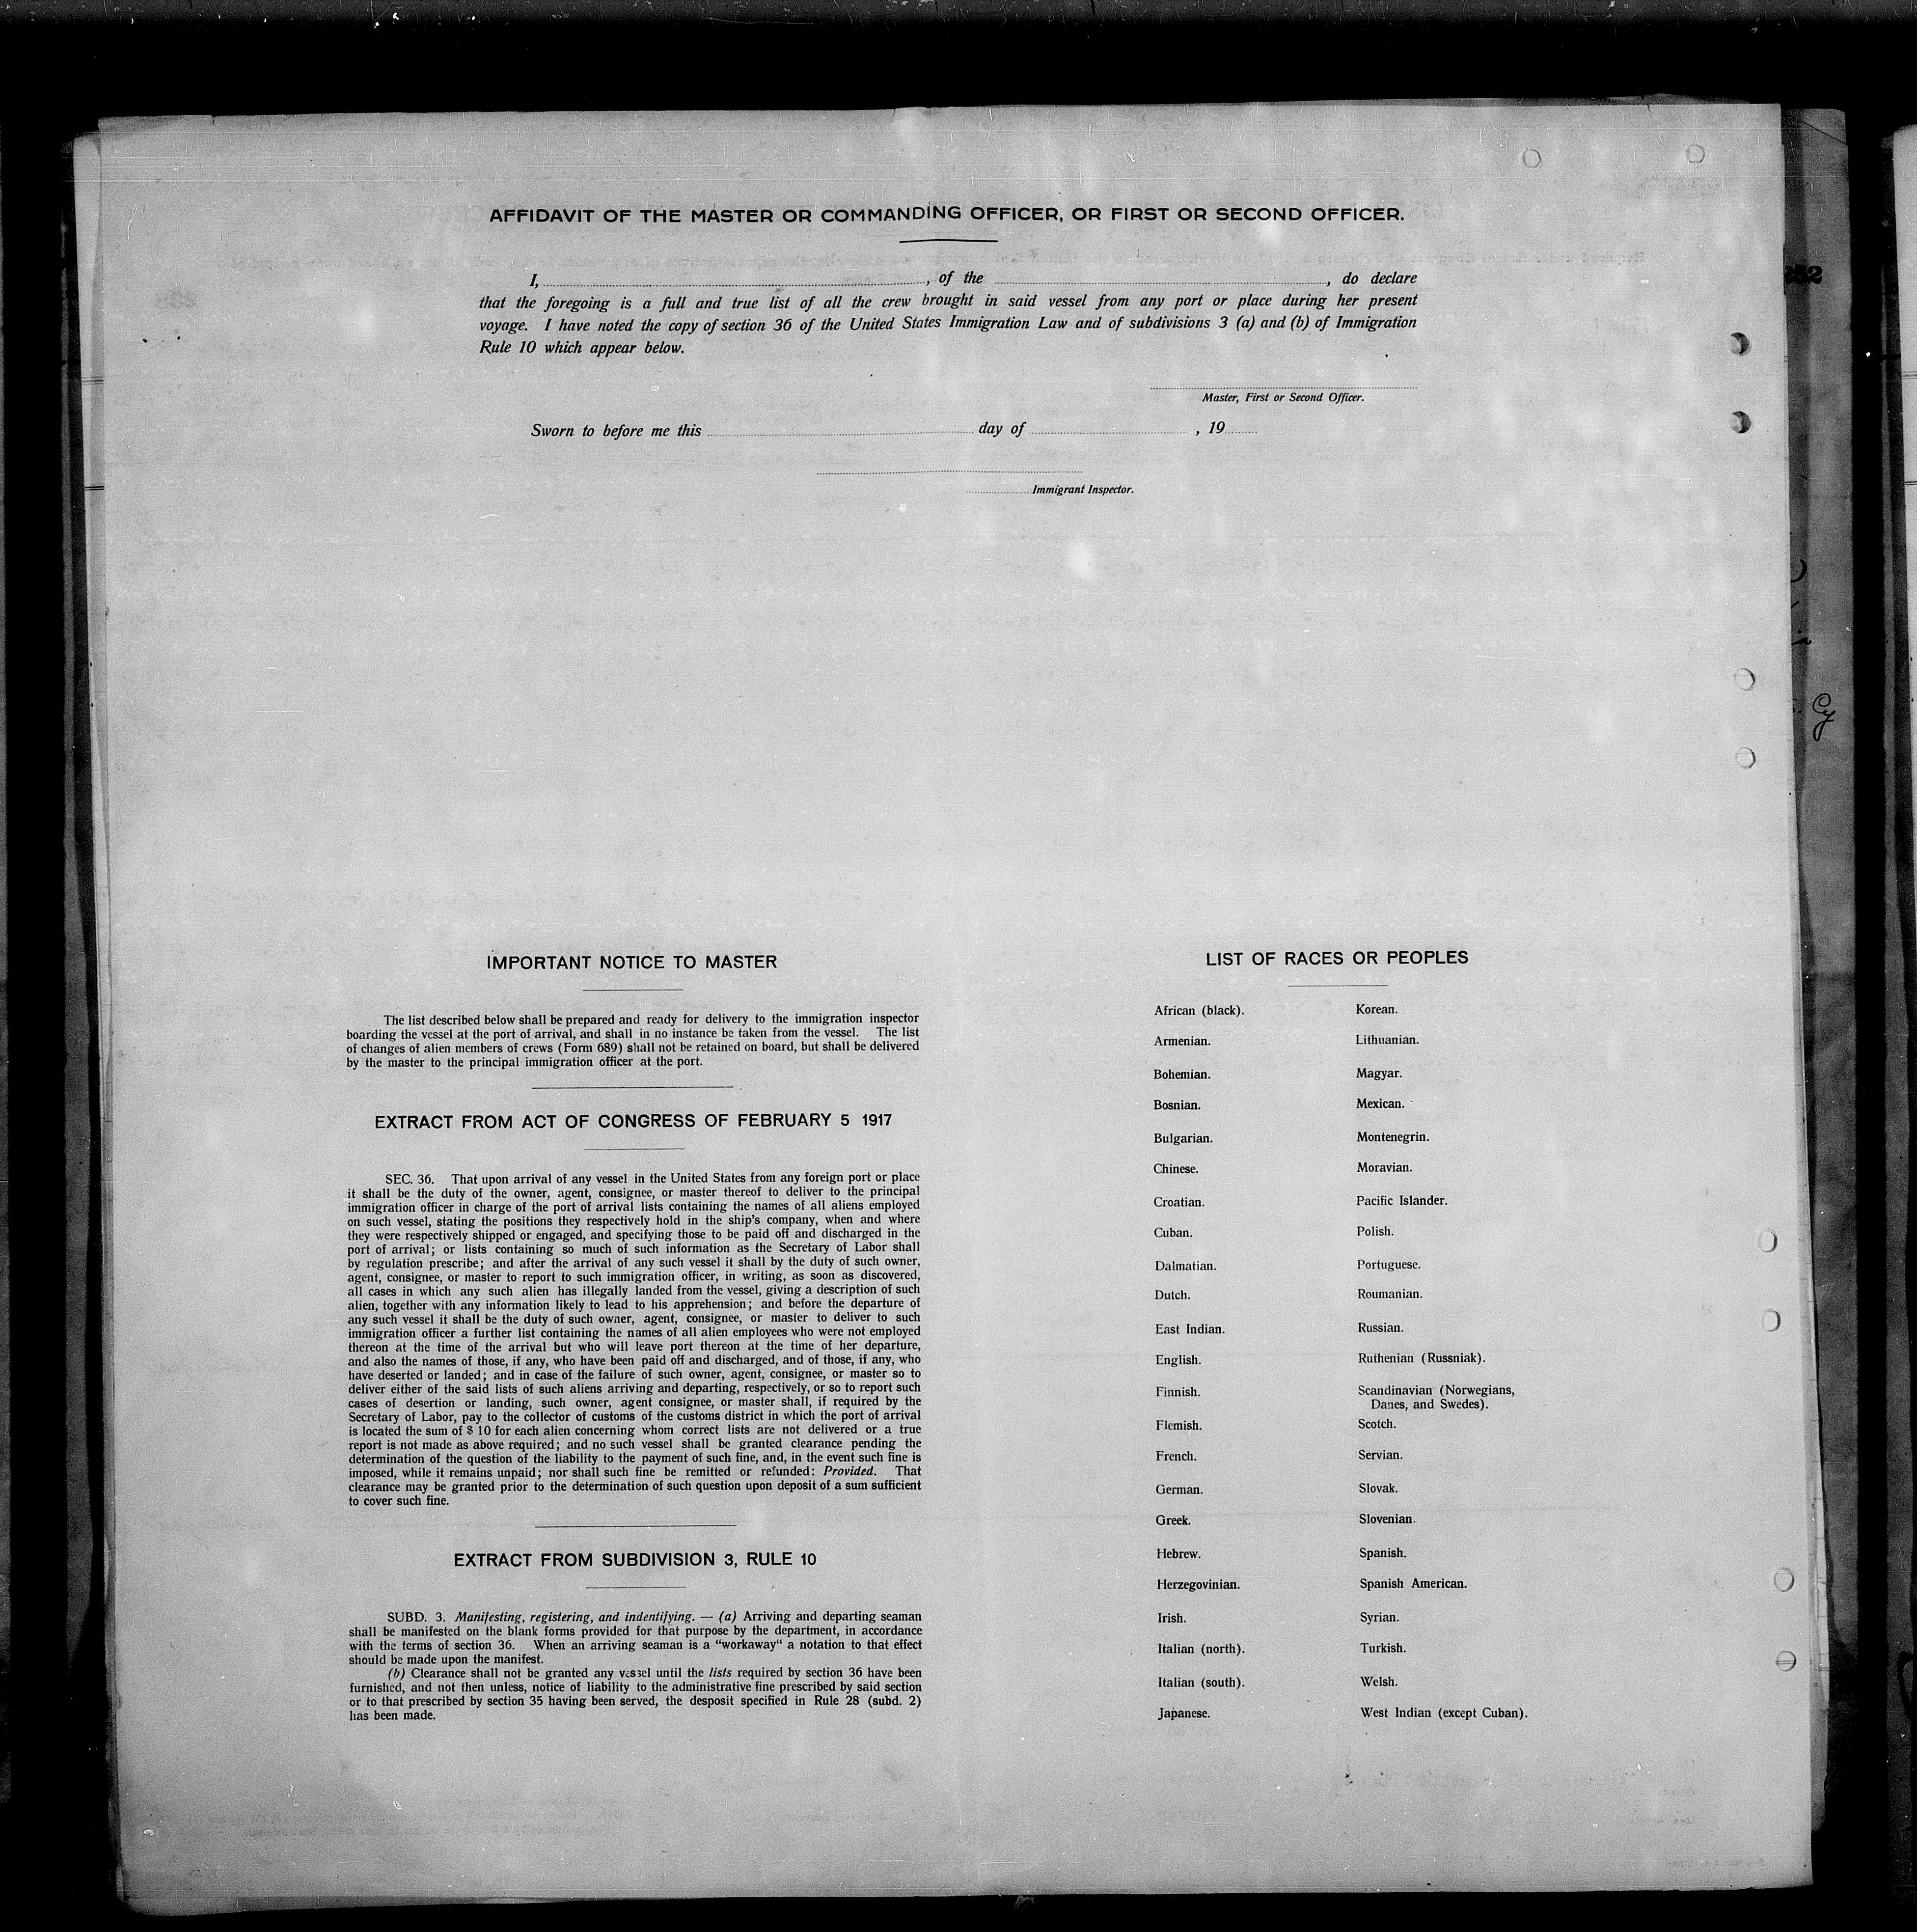 AFFIDAVIT OF THE MASTER OR COMMANDING OFFICER, OR FIRST OR SECOND OFFICER.
I, , of the , do declare
that the foregoing is a full and true list of all the crew brought in said vessel from any port or place during her present
voyage. I have noted the copy of section 36 of the United States Immigration Law and of subdivisions 3 (a) and (b) of Immigration
Rule 10 which appear below.
Master, First or Second Officer.
Sworn to before me this day of , 19
Immigrant Inspector.
IMPORTANT NOTICE TO MASTER
The list described below shall be prepared and ready for delivery to the immigration inspector
boarding the vessel at the port of arrival, and shall in no instance be taken from the vessel. The list
of changes of alien members of crews (Form 689) shall not be retained on board, but shall be delivered
by the master to the principal immigration officer at the port.
EXTRACT FROM ACT OF CONGRESS OF FEBRUARY 5 1917
SEC. 36. That upon arrival of any vessel in the United States from any foreign port or place
it shall be the duty of the owner, agent, consignee, or master thereof to deliver to the principal
immigration officer in charge of the port of arrival lists containing the names of all aliens employed
on such vessel, stating the positions they respectively hold in the ship's company, when and where
they were respectively shipped or engaged, and specifying those to be paid off and discharged in the
port of arrival; or lists containing so much of such information as the Secretary of Labor shall
by regulation prescribe; and after the arrival of any such vessel it shall by the duty of such owner,
agent, consignee, or master to report to such immigration officer, in writing, as soon as discovered,
all cases in which any such alien has illegally landed from the vessel, giving a description of such
alien, together with any information likely to lead to his apprehension; and before the departure of
any such vessel it shall be the duty of such owner, agent, consignee, or master to deliver to such
immigration officer a further list containing the names of all alien employees who were not employed
thereon at the time of the arrival but who will leave port thereon at the time of her departure,
and also the names of those, if any, who have been paid off and discharged, and of those, if any, who
have deserted or landed; and in case of the failure of such owner, agent, consignee, or master so to
deliver either of the said lists of such aliens arriving and departing, respectively, or so to report such
cases of desertion or landing, such owner, agent consignee, or master shall, if required by the
Secretary of Labor, pay to the collector of customs of the customs district in which the port of arrival
is located the sum of $ 10 for each alien concerning whom correct lists are not delivered or a true
report is not made as above required; and no such vessel shall be granted clearance pending the
determination of the question of the liability to the payment of such fine, and, in the event such fine is
imposed, while it remains unpaid; nor shall such fine be remitted or refunded: Provided. That
clearance may be granted prior to the determination of such question upon deposit of a sum sufficient
to cover such fine.
EXTRACT FROM SUBDIVISION 3, RULE 10
SUBD. 3. Manifesting, registering, and indentifying. — (a) Arriving and departing seaman
shall be manifested on the blank forms provided for that purpose by the department, in accordance
with the terms of section 36. When an arriving seaman is a “workaway“ a notation to that effect
should be made upon the manifest.
(b) Clearance shall not be granted any vessel until the lists required by section 36 have been
furnished, and not then unless, notice of liability to the administrative fine prescribed by said section
or to that prescribed by section 35 having been served, the desposit specified in Rule 28 (subd. 2)
has been made.
LIST OF RACES OR PEOPLES
African (black).
Armenian.
Bohemian.
Bosnian.
Bulgarian.
Chinese.
Croatian.
Cuban.
Dalmatian.
Dutch.
East Indian.
English.
Finnish.
Flemish.
French.
German.
Greek.
Hebrew.
Herzegovinian.
Irish.
Italian (north).
Italian (south).
Japanese.
Korean.
Lithuanian.
Magyar.
Mexican.
Montenegrin.
Moravian.
Pacific Islander.
Polish.
Portuguese.
Roumanian.
Russian.
Ruthenian (Russniak).
Scandinavian (Norwegians,
Danes, and Swedes).
Scotch.
Servian.
Slovak.
Slovenian.
Spanish.
Spanish American.
Syrian.
Turkish.
Welsh.
West Indian (except Cuban).